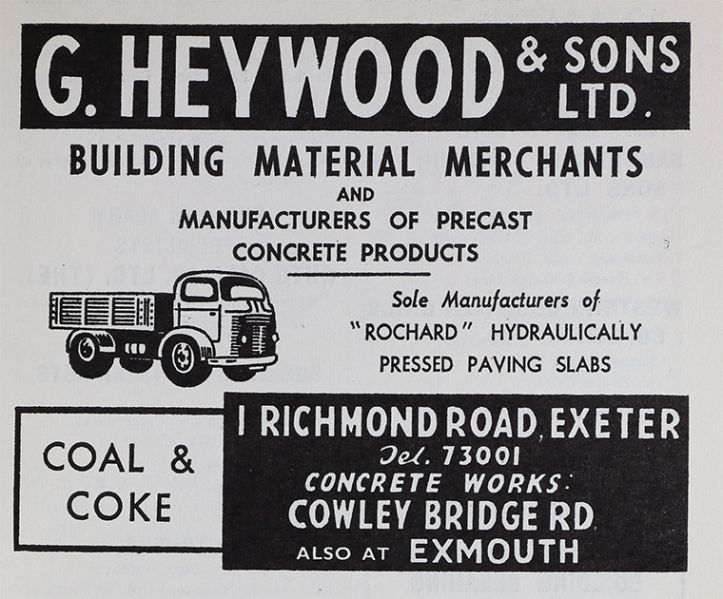 G. HEYWOOD & SONS LTD.
BUILDING MATERIAL MERCHANTS
AND
MANUFACTURERS OF PRECAST
CONCRETE PRODUCTS
Sole Manufacturers of
"ROCHARD" HYDRAULICALLY
PRESSED PAVING SLABS
COAL &
COKE
1 RICHMOND ROAD, EXETER
Tel. 73001
CONCRETE WORKS:
COWLEY BRIDGE RD.
ALSO AT EXMOUTH